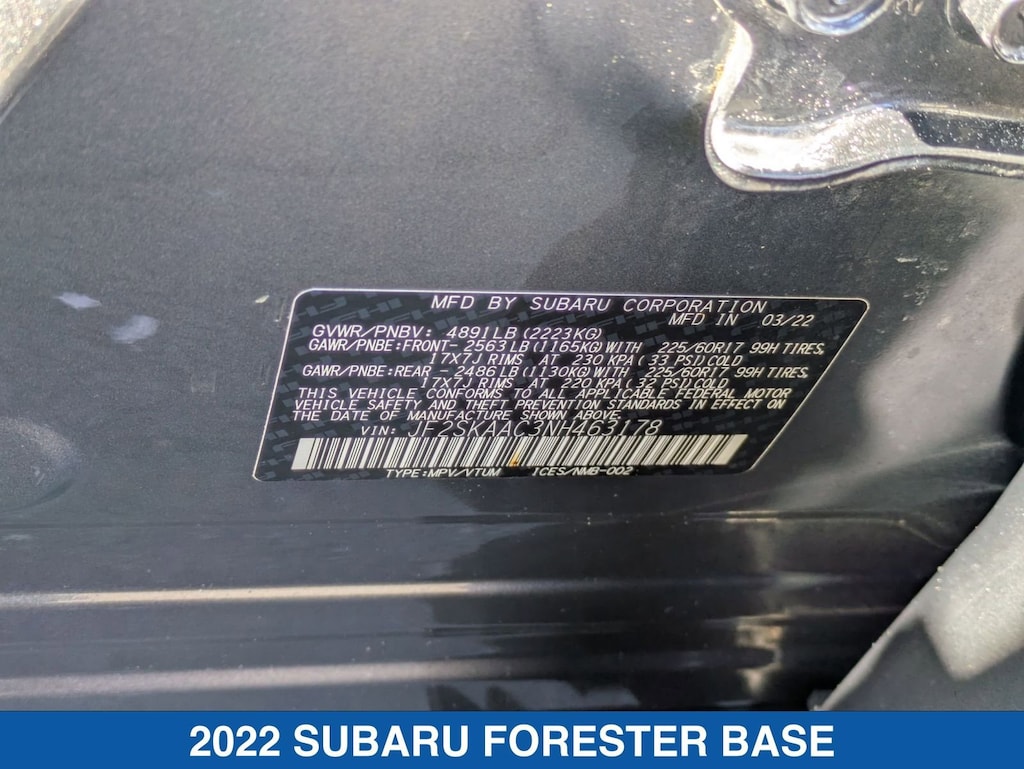 MFD BY SUBARU CORPORATION
MFD IN 03/22
GVWR/PNBV: 4891LB(2223KG)
GAWR/PNBE:FRONT- 2563LB(1165KG)WITH 225/60R17 99H TIRES,
17X7J RIMS AT 230 KPA( 33 PSI)COLD
GAWR/PNBE:REAR - 2486LB(1130KG)WITH 225/60R17 99H TIRES,
17X7J RIMS AT 220 KPA( 32 PSI)COLD
THIS VEHICLE CONFORMS TO ALL APPLICABLE FEDERAL MOTOR
VEHICLE SAFETY AND THEFT PREVENTION STANDARDS IN EFFECT ON
THE DATE OF MANUFACTURE SHOWN ABOVE.
VIN: JF2SKAAC3NH463178
TYPE:MPV/VTUM ICES/NMB-002
2022 SUBARU FORESTER BASE